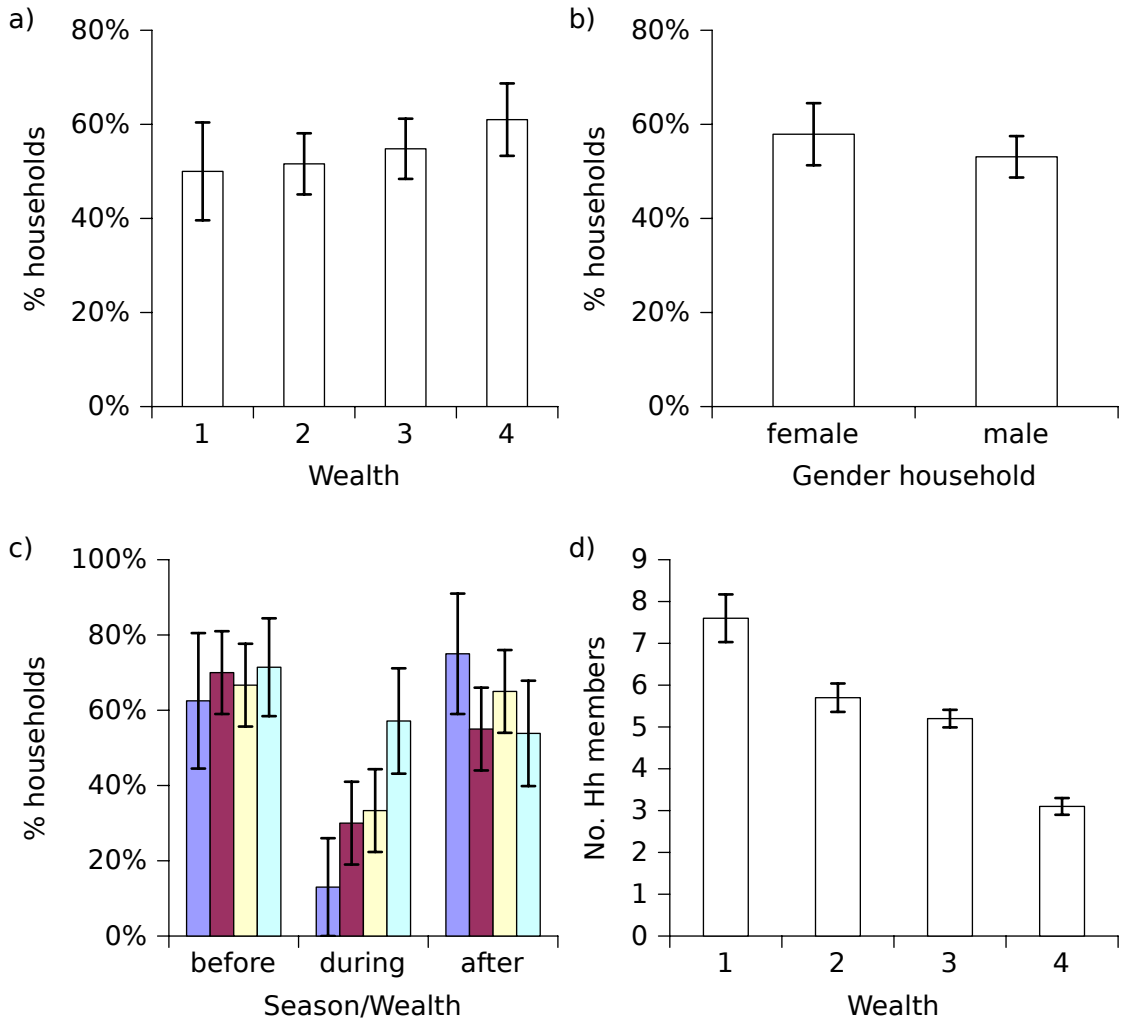 a)
80%
60%
40%
20%
0%
% households
1 2 3 4
Wealth
b)
80%
60%
40%
20%
0%
% households
female male
Gender household
c)
100%
80%
60%
40%
20%
0%
% households
before during after
Season/Wealth
d)
9
8
7
6
5
4
3
2
1
0
No. Hh members
1 2 3 4
Wealth